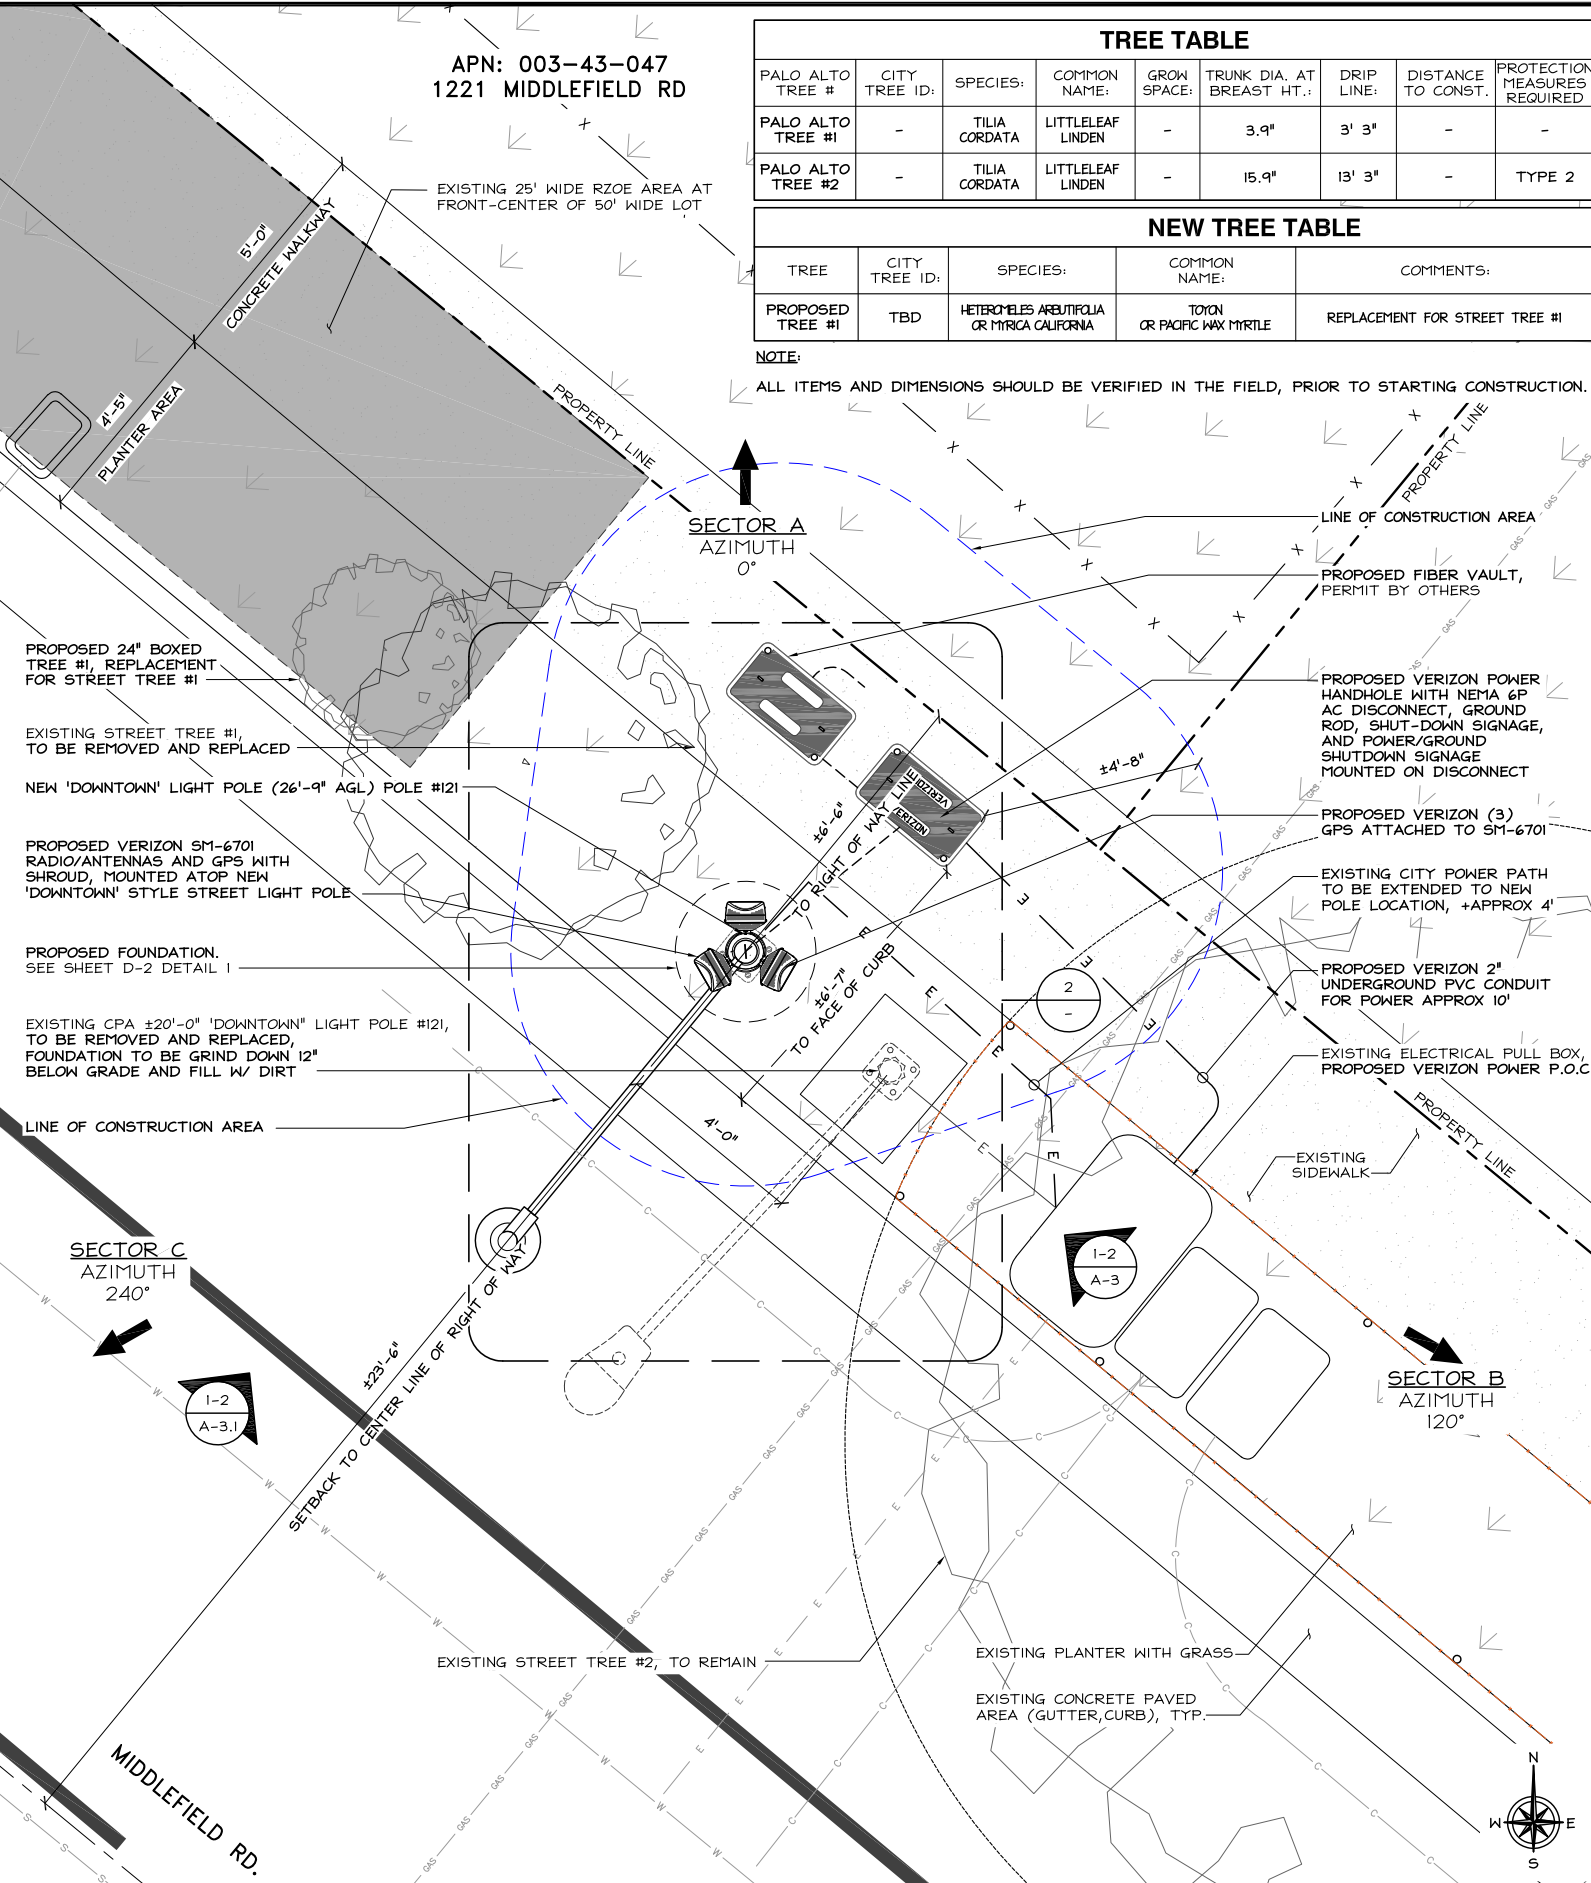 APN: 003-43-047
1221 MIDDLEFIELD RD
TREE TABLE
PALO ALTO TREE #
CITY TREE ID:
SPECIES:
COMMON NAME:
GROW SPACE:
TRUNK DIA. AT BREAST HT.:
DRIP LINE:
DISTANCE TO CONST.
PROTECTION MEASURES REQUIRED
PALO ALTO TREE #1
-
TILIA CORDATA
LITTLELEAF LINDEN
-
3.9"
3' 3"
-
-
PALO ALTO TREE #2
-
TILIA CORDATA
LITTLELEAF LINDEN
-
15.9"
13' 3"
-
TYPE 2
NEW TREE TABLE
TREE
CITY TREE ID:
SPECIES:
COMMON NAME:
COMMENTS:
PROPOSED TREE #1
TBD
HETEROMELES ARBUTIFOLIA OR MYRICA CALIFORNIA
TOYON OR PACIFIC WAX MYRTLE
REPLACEMENT FOR STREET TREE #1
NOTE:
ALL ITEMS AND DIMENSIONS SHOULD BE VERIFIED IN THE FIELD, PRIOR TO STARTING CONSTRUCTION.
EXISTING 25' WIDE RZOE AREA AT
FRONT-CENTER OF 50' WIDE LOT
5'-0"
CONCRETE WALKWAY
4'-5"
PLANTER AREA
PROPERTY LINE
PROPERTY LINE
SECTOR A
AZIMUTH
0°
LINE OF CONSTRUCTION AREA
PROPOSED FIBER VAULT,
PERMIT BY OTHERS
PROPOSED VERIZON POWER
HANDHOLE WITH NEMA 6P
AC DISCONNECT, GROUND
ROD, SHUT-DOWN SIGNAGE,
AND POWER/GROUND
SHUTDOWN SIGNAGE
MOUNTED ON DISCONNECT
PROPOSED VERIZON (3)
GPS ATTACHED TO SM-6701
EXISTING CITY POWER PATH
TO BE EXTENDED TO NEW
POLE LOCATION, +APPROX 4'
PROPOSED VERIZON 2"
UNDERGROUND PVC CONDUIT
FOR POWER APPROX 10'
EXISTING ELECTRICAL PULL BOX,
PROPOSED VERIZON POWER P.O.C
PROPERTY LINE
EXISTING
SIDEWALK
PROPOSED 24" BOXED
TREE #1, REPLACEMENT
FOR STREET TREE #1
EXISTING STREET TREE #1,
TO BE REMOVED AND REPLACED
NEW 'DOWNTOWN' LIGHT POLE (26'-9" AGL) POLE #121
PROPOSED VERIZON SM-6701
RADIO/ANTENNAS AND GPS WITH
SHROUD, MOUNTED ATOP NEW
'DOWNTOWN' STYLE STREET LIGHT POLE
PROPOSED FOUNDATION.
SEE SHEET D-2 DETAIL 1
EXISTING CPA ±20'-0" 'DOWNTOWN" LIGHT POLE #121,
TO BE REMOVED AND REPLACED,
FOUNDATION TO BE GRIND DOWN 12"
BELOW GRADE AND FILL W/ DIRT
LINE OF CONSTRUCTION AREA
±4'-8"
±6'-6"
TO RIGHT OF WAY LINE
VERIZON
±6'-7"
TO FACE OF CURB
4'-0"
2
-
1-2
A-3
SECTOR C
AZIMUTH
240°
1-2
A-3.1
±23'-6"
SETBACK TO CENTER LINE OF RIGHT OF WAY
SECTOR B
AZIMUTH
120°
EXISTING STREET TREE #2, TO REMAIN
EXISTING PLANTER WITH GRASS
EXISTING CONCRETE PAVED
AREA (GUTTER,CURB), TYP.
MIDDLEFIELD RD.
N
W
E
S